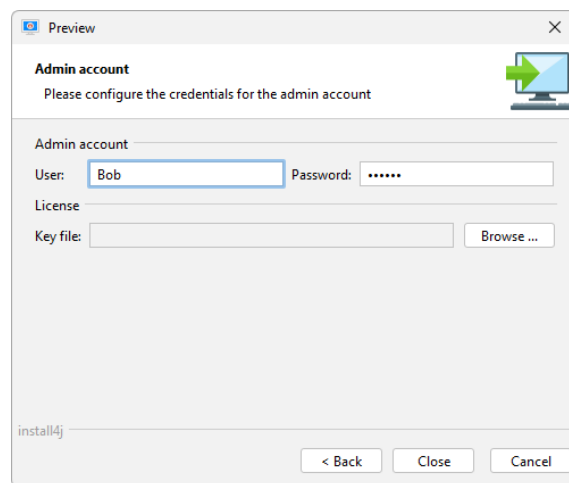 Preview
Admin account
Please configure the credentials for the admin account
Admin account
User: Bob Password: ••••••
License
Key file: Browse ...
install4j
< Back Close Cancel